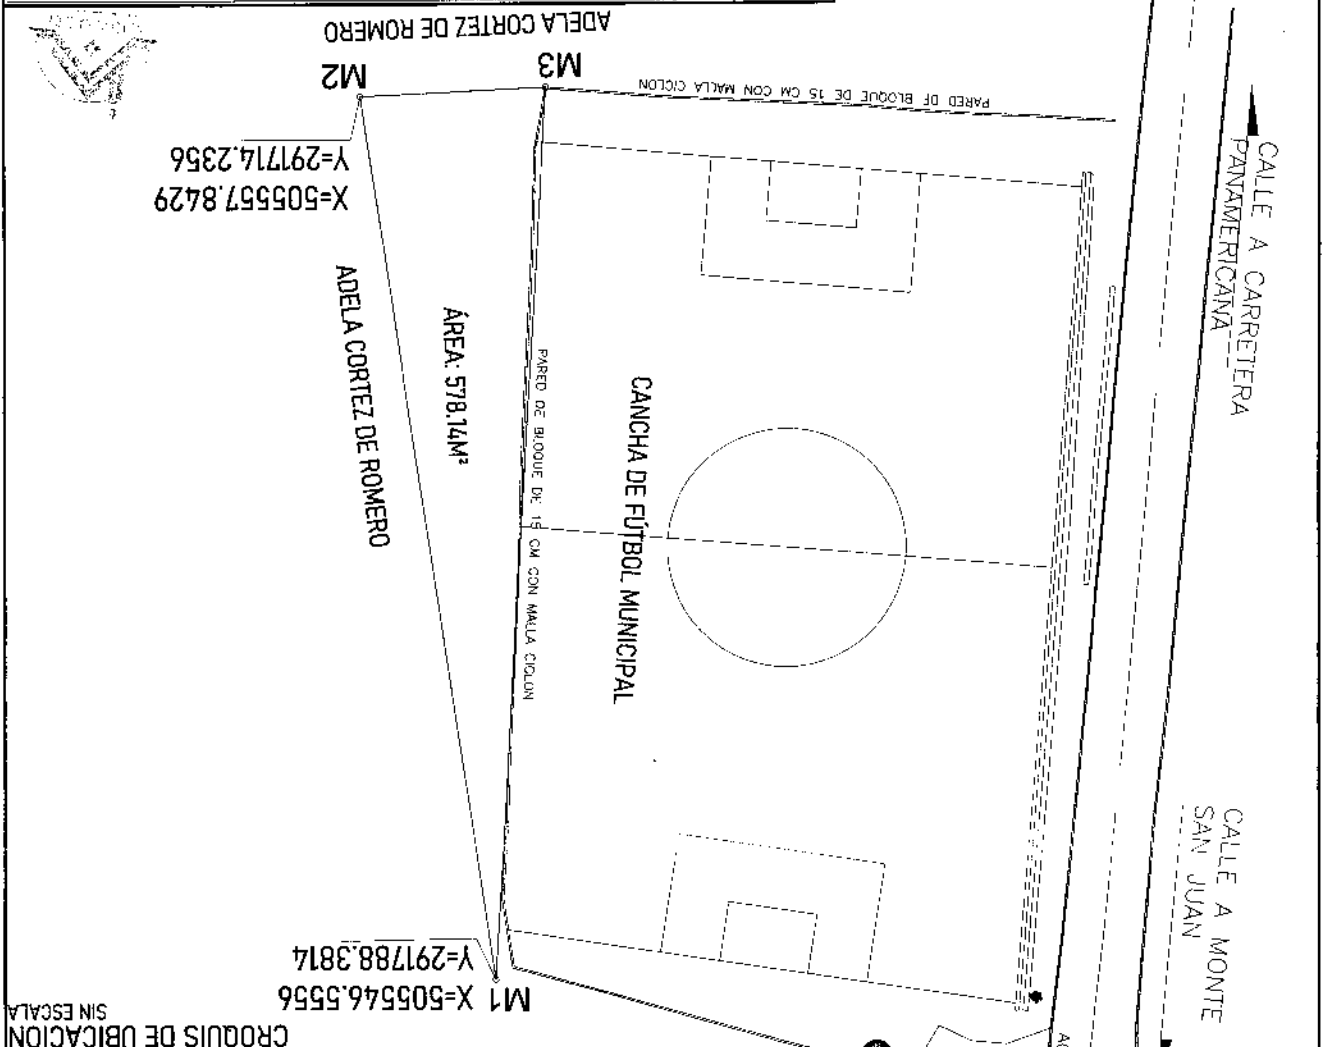 CROQUIS DE UBICACION
SIN ESCALA
M1 X=505546.5556
Y=291788.3814
CALLE A MONTE
SAN JUAN
CANCHA DE FÚTBOL MUNICIPAL
PARED DE BLOQUE DE 15 CM CON MALLA CICLON
ÁREA: 578.14M²
ADELA CORTEZ DE ROMERO
CALLE A CARRETERA
PANAMERICANA
X=505557.8429
Y=291714.2356
PARED DE BLOQUE DE 15 CM CON MALLA CICLON
M3
M2
ADELA CORTEZ DE ROMERO